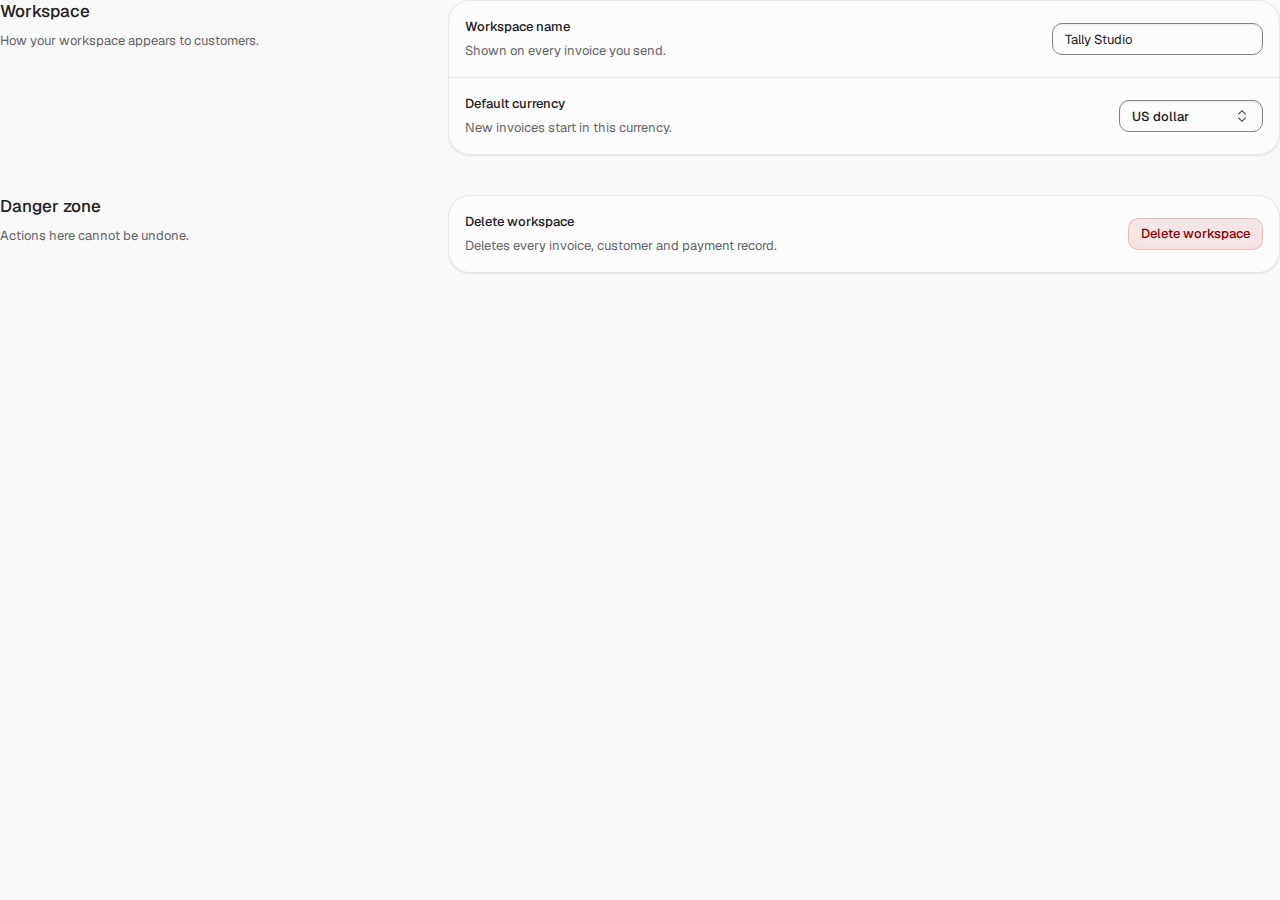 Workspace
How your workspace appears to customers.
Workspace name
Shown on every invoice you send.
Tally Studio
Default currency
New invoices start in this currency.
US dollar
Danger zone
Actions here cannot be undone.
Delete workspace
Deletes every invoice, customer and payment record.
Delete workspace